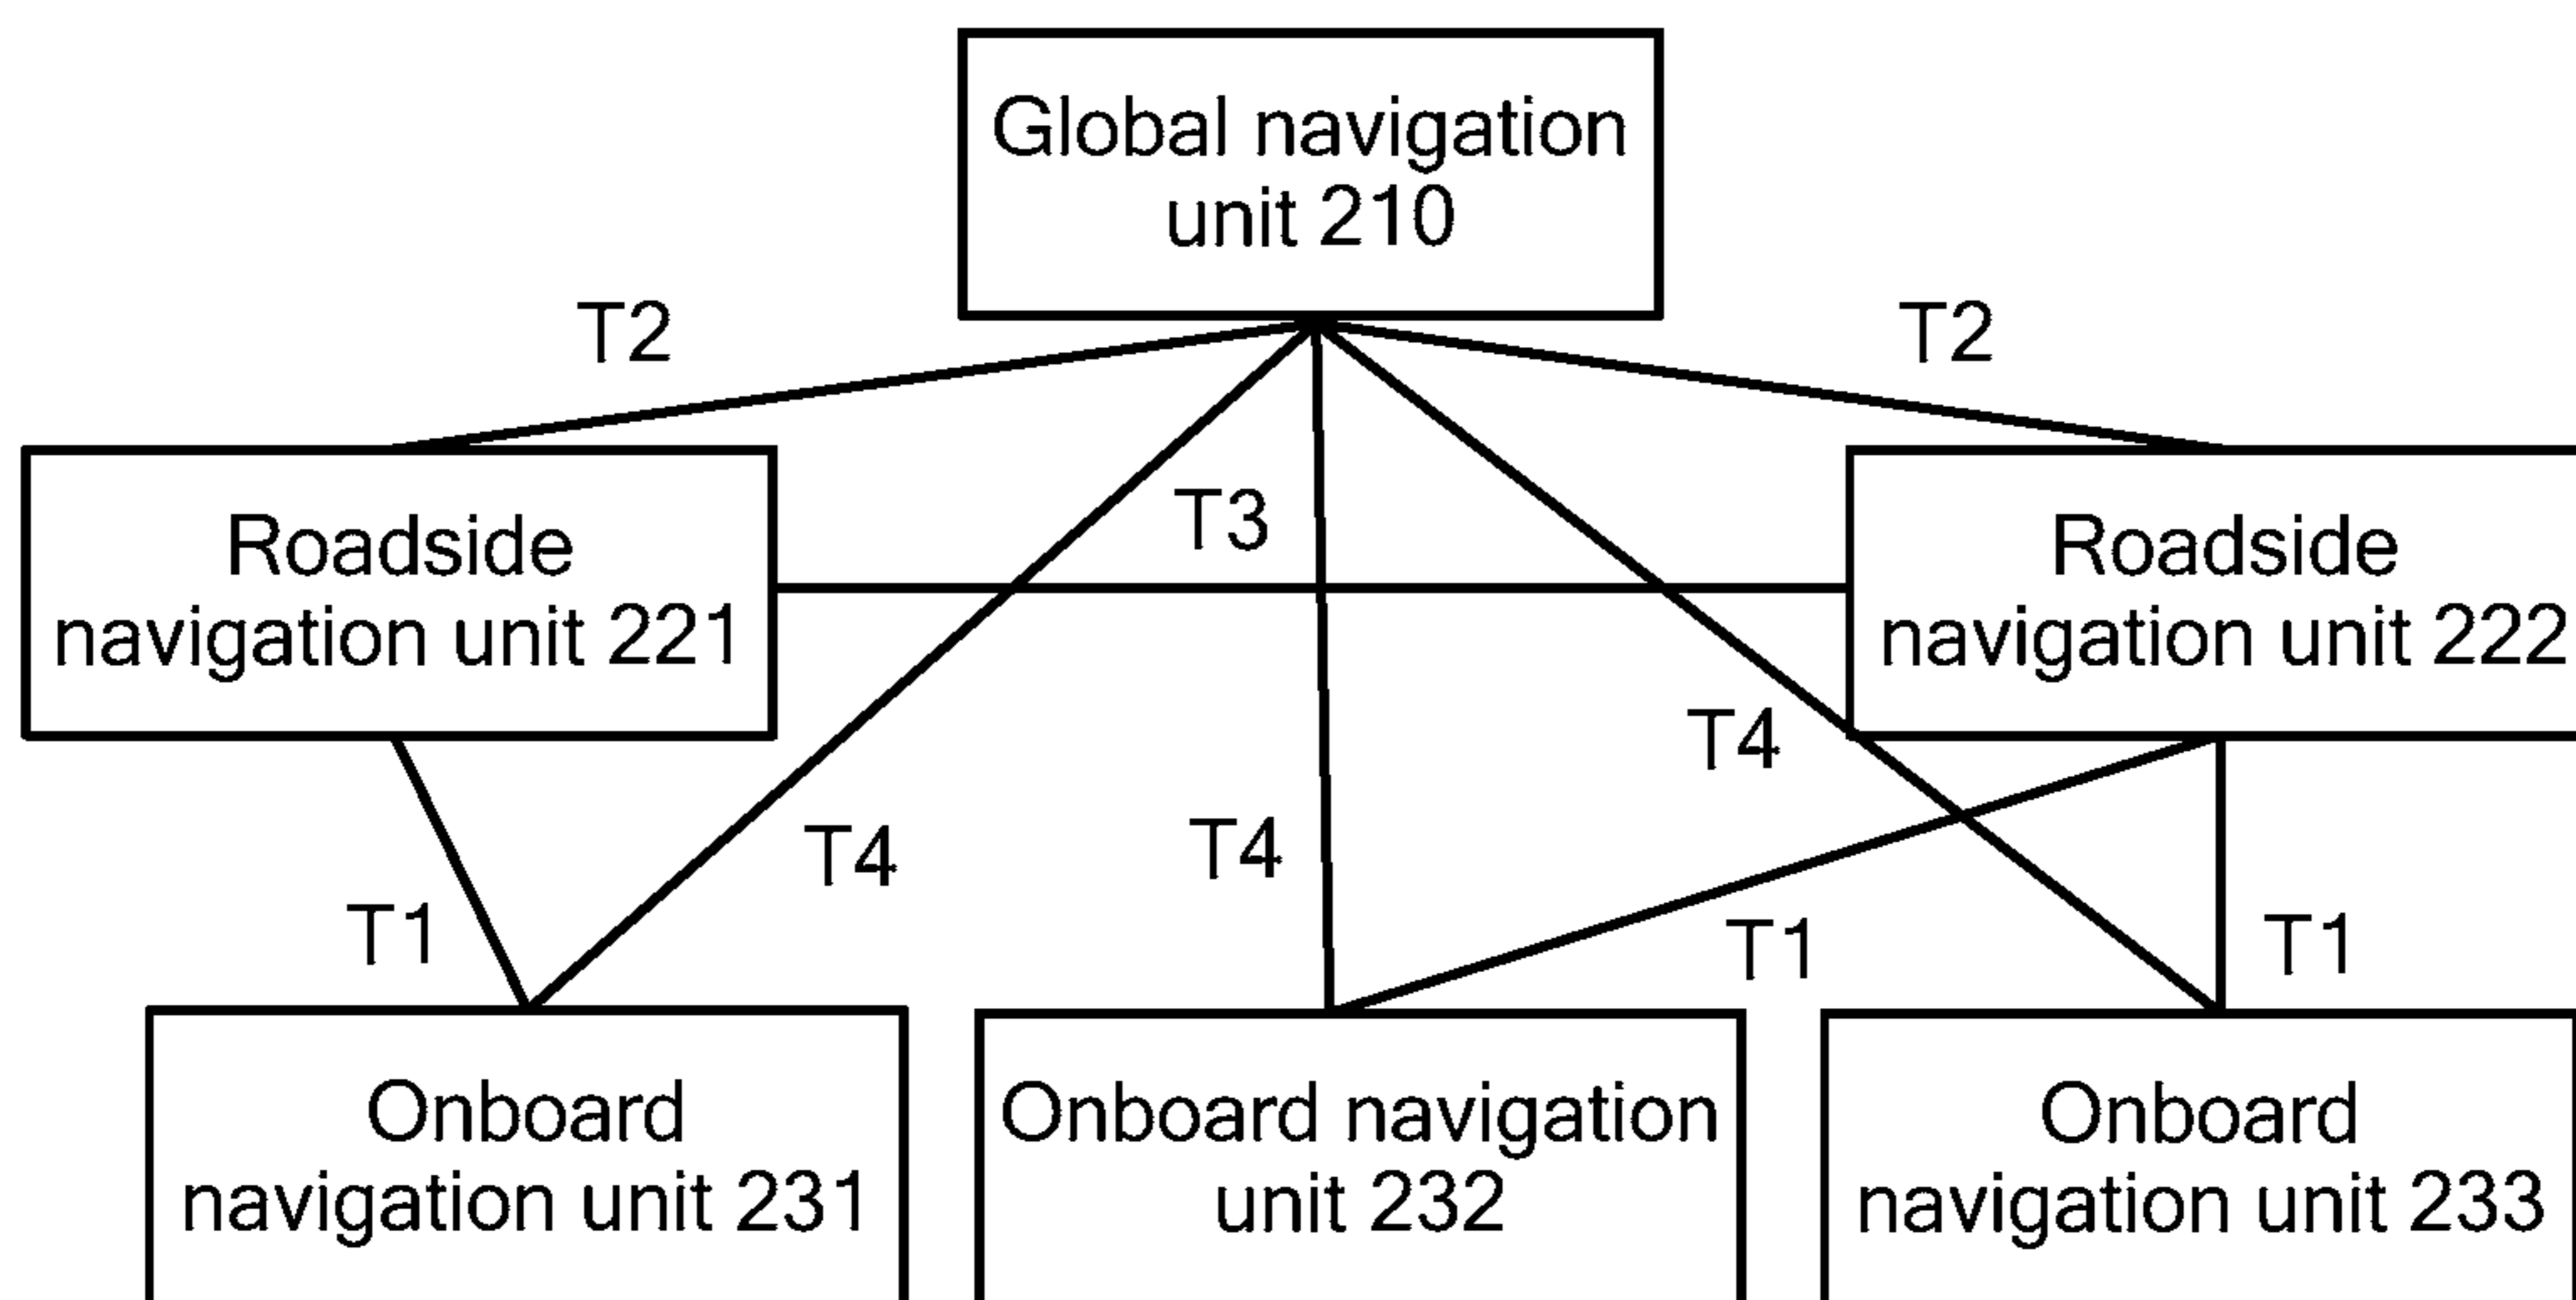 Global navigation
unit 210
T2
T2
Roadside
navigation unit 221
T3
Roadside
navigation unit 222
T4
T4
T4
T1
T1
T1
Onboard
navigation unit 231
Onboard navigation
unit 232
Onboard
navigation unit 233